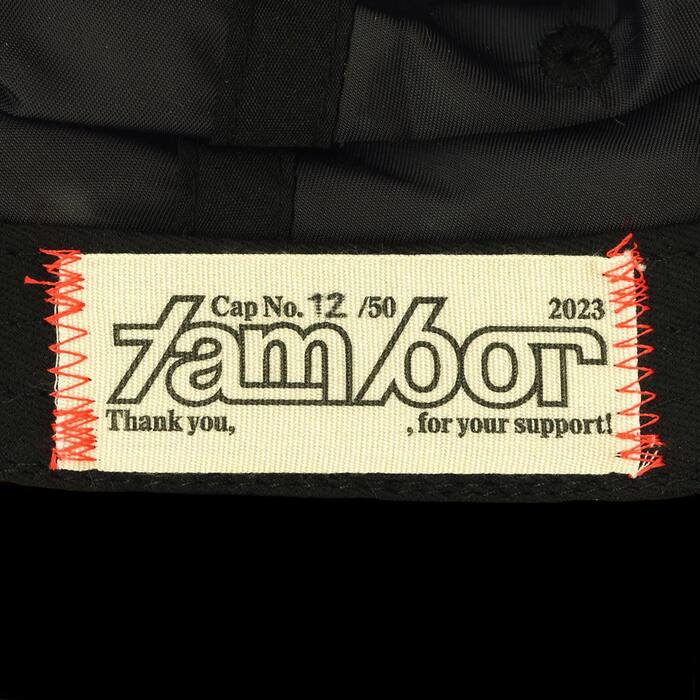 Cap No. 12 /50 2023
tambor
Thank you, , for your support!